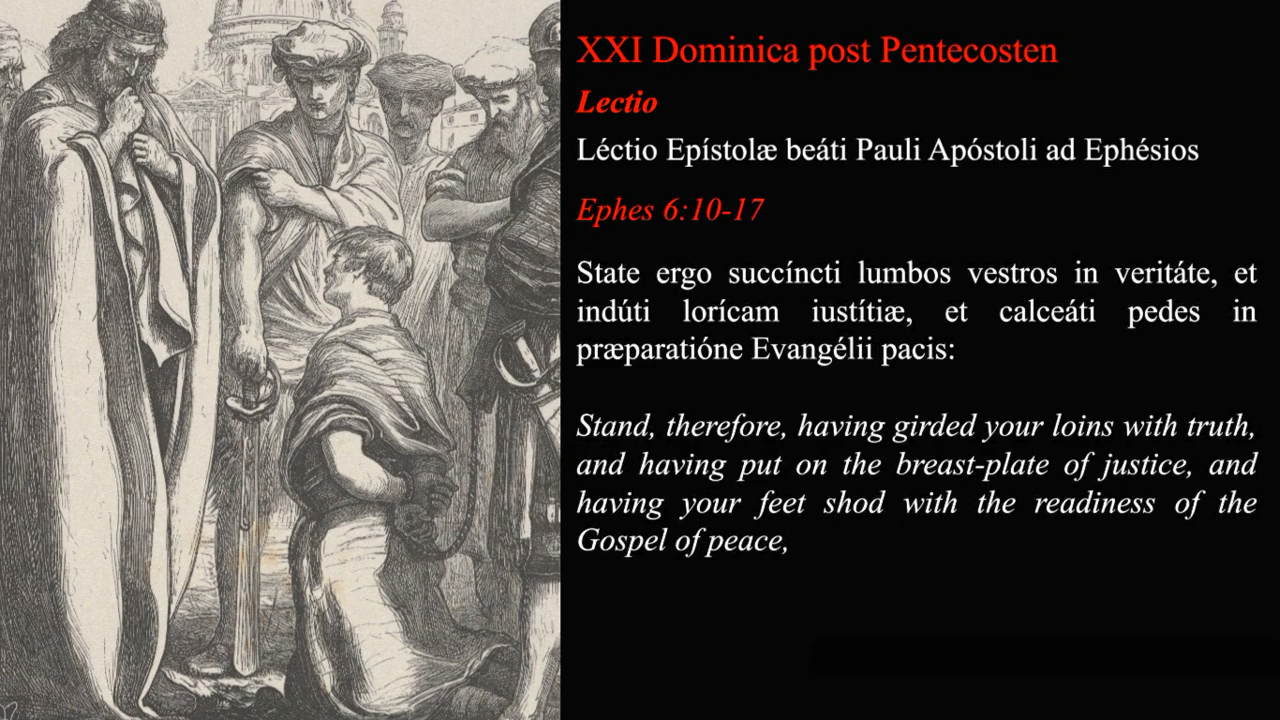 XXI Dominica post Pentecosten
Lectio
Léctio Epístolæ beáti Pauli Apóstoli ad Ephésios
Ephes 6:10-17
State ergo succíncti lumbos vestros in veritáte, et
indúti lorícam iustítiæ, et calceáti pedes in
præparatióne Evangélii pacis:
Stand, therefore, having girded your loins with truth,
and having put on the breast-plate of justice, and
having your feet shod with the readiness of the
Gospel of peace,